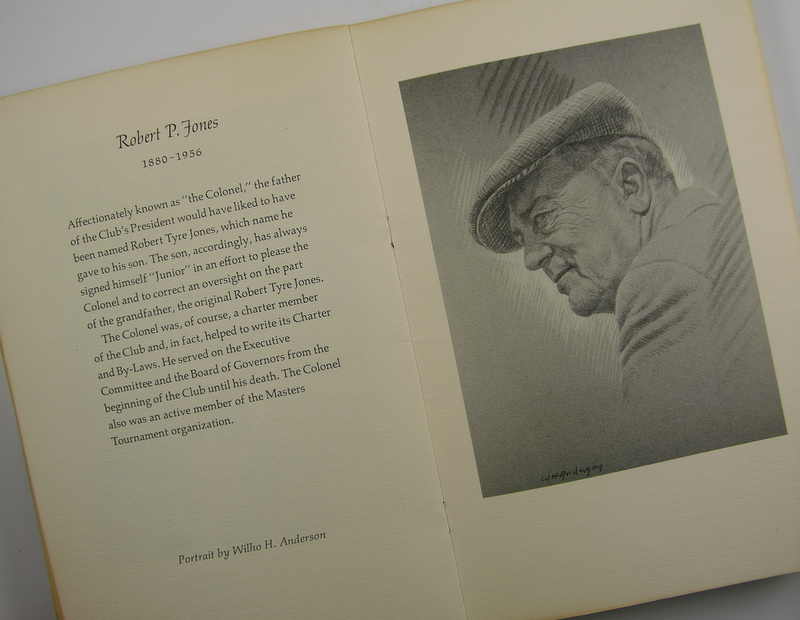 Robert P. Jones
1880–1956
Affectionately known as "the Colonel," the father
of the Club's President would have liked to have
been named Robert Tyre Jones, which name he
gave to his son. The son, accordingly, has always
signed himself "Junior" in an effort to please the
Colonel and to correct an oversight on the part
of the grandfather, the original Robert Tyre Jones.
The Colonel was, of course, a charter member
of the Club and, in fact, helped to write its Charter
and By-Laws. He served on the Executive
Committee and the Board of Governors from the
beginning of the Club until his death. The Colonel
also was an active member of the Masters
Tournament organization.
Portrait by Wilho H. Anderson
WHAnderson